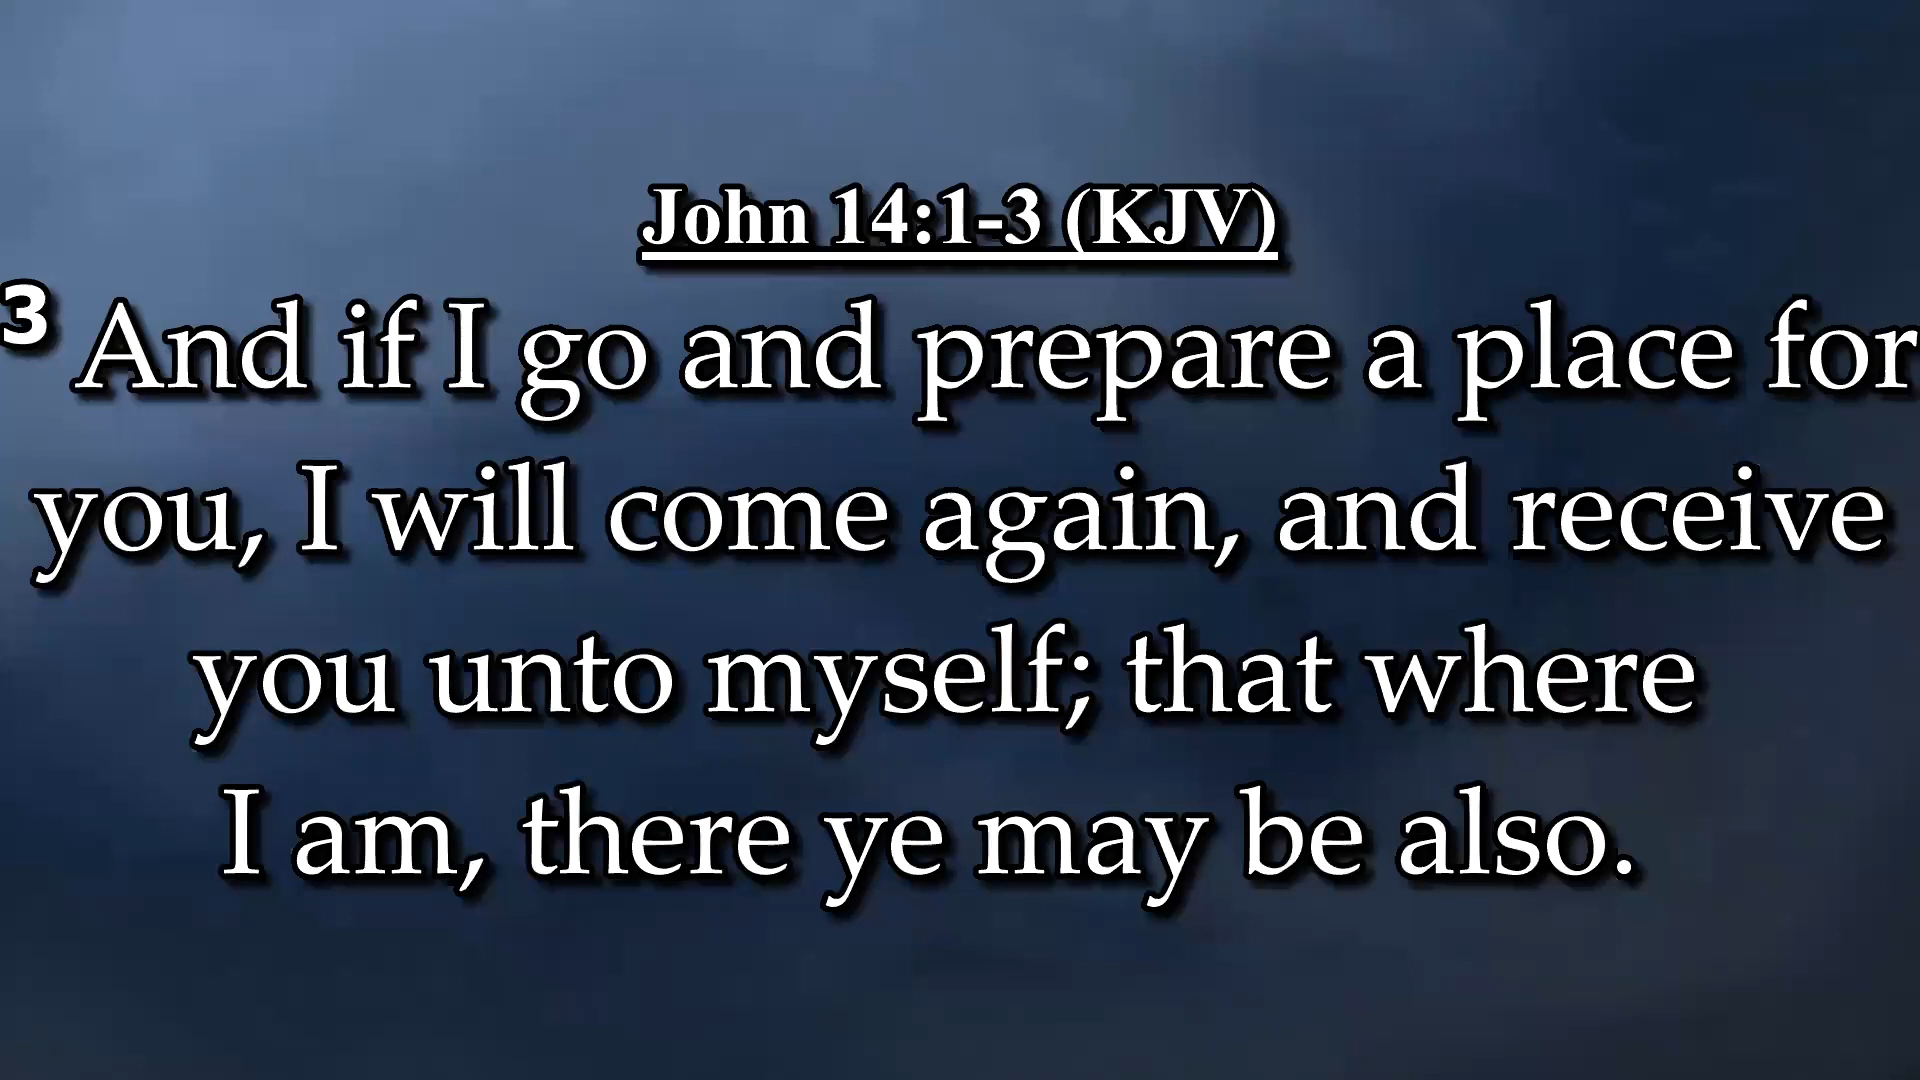 John 14:1-3 (KJV)
3 And if I go and prepare a place for
you, I will come again, and receive
you unto myself; that where
I am, there ye may be also.